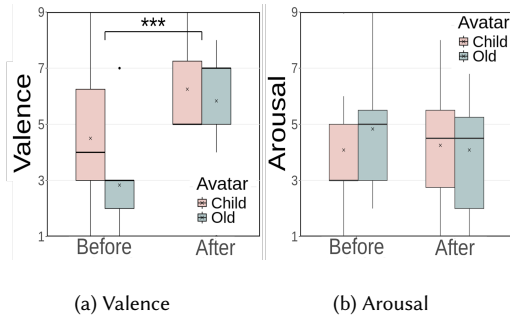 9
7
5
3
1
Valence
***
Avatar
Child
Old
Before
After
(a) Valence
9
7
5
3
1
Arousal
Avatar
Child
Old
Before
After
(b) Arousal